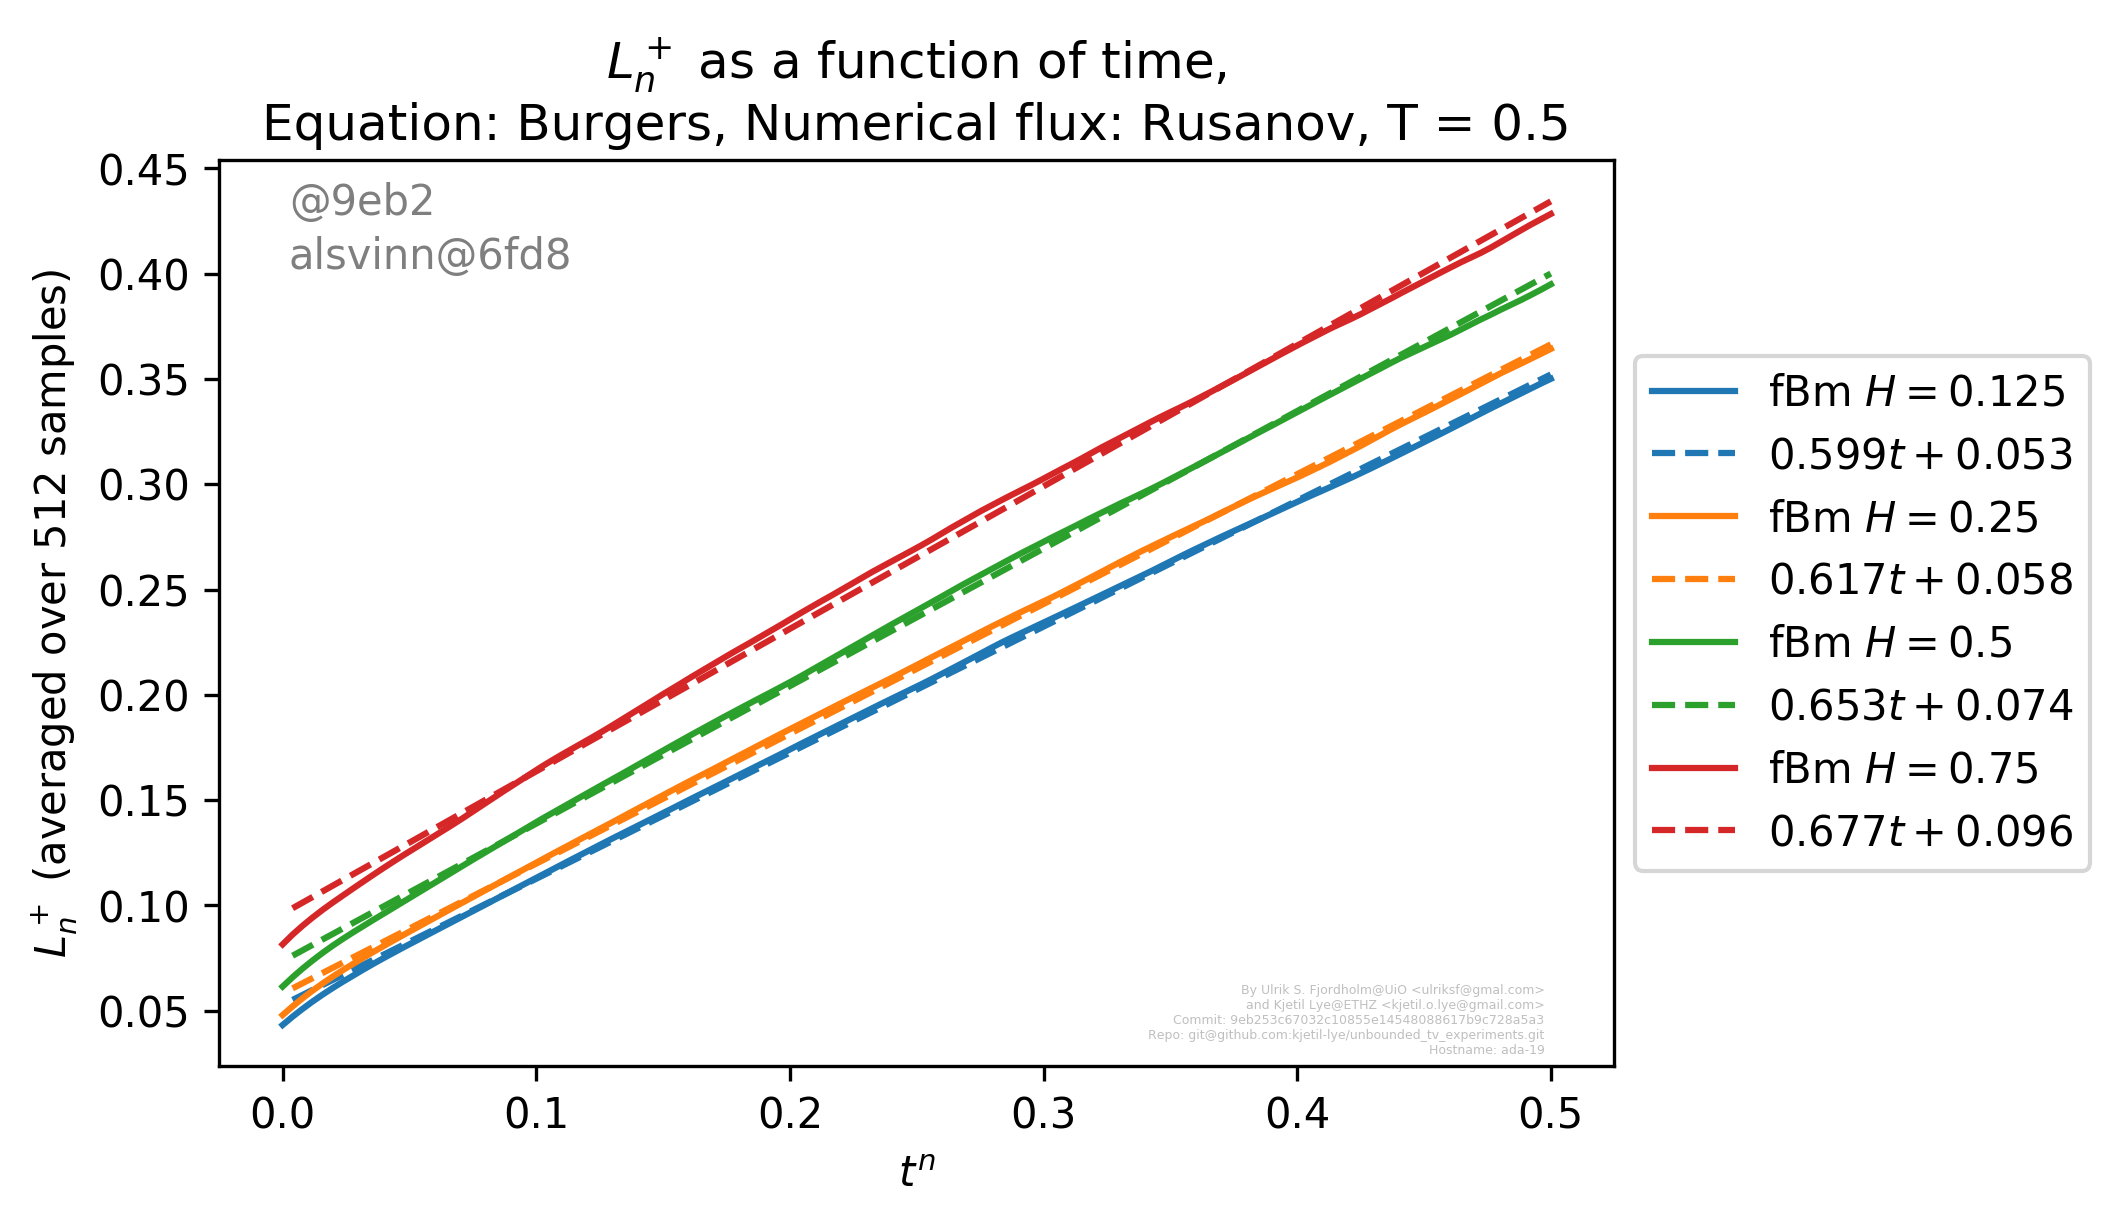 L_n^+ as a function of time,
Equation: Burgers, Numerical flux: Rusanov, T = 0.5
@9eb2
alsvinn@6fd8
L_n^+ (averaged over 512 samples)
0.45
0.40
0.35
0.30
0.25
0.20
0.15
0.10
0.05
0.0 0.1 0.2 0.3 0.4 0.5
t^n
fBm H = 0.125
0.599t + 0.053
fBm H = 0.25
0.617t + 0.058
fBm H = 0.5
0.653t + 0.074
fBm H = 0.75
0.677t + 0.096
By Ulrik S. Fjordholm@UiO <ulriksf@gmal.com>
and Kjetil Lye@ETHZ <kjetil.o.lye@gmail.com>
Commit: 9eb253c67032c10855e14548088617b9c728a5a3
Repo: git@github.com:kjetil-lye/unbounded_tv_experiments.git
Hostname: ada-19